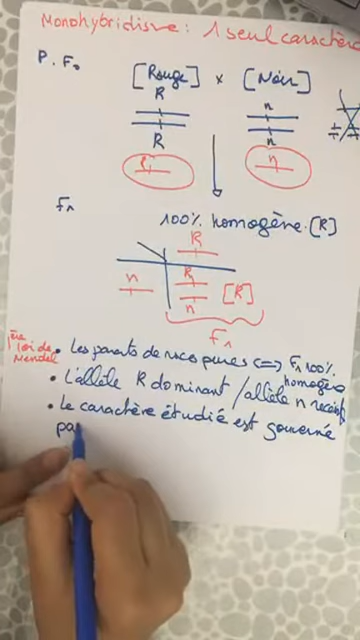 Monohybridisme : 1 seul caractère
P. F₀ [Rouge] x [Noir]
R n
R n
R n
F₁ 100% homogène. [R]
R
n R [R]
n
F₁
1ère loi de Mendel • Les parents de races pures <=> F₁ 100% homogène
• L'allèle R dominant / allèle n récessif
• Le caractère étudié est gouverné
pa